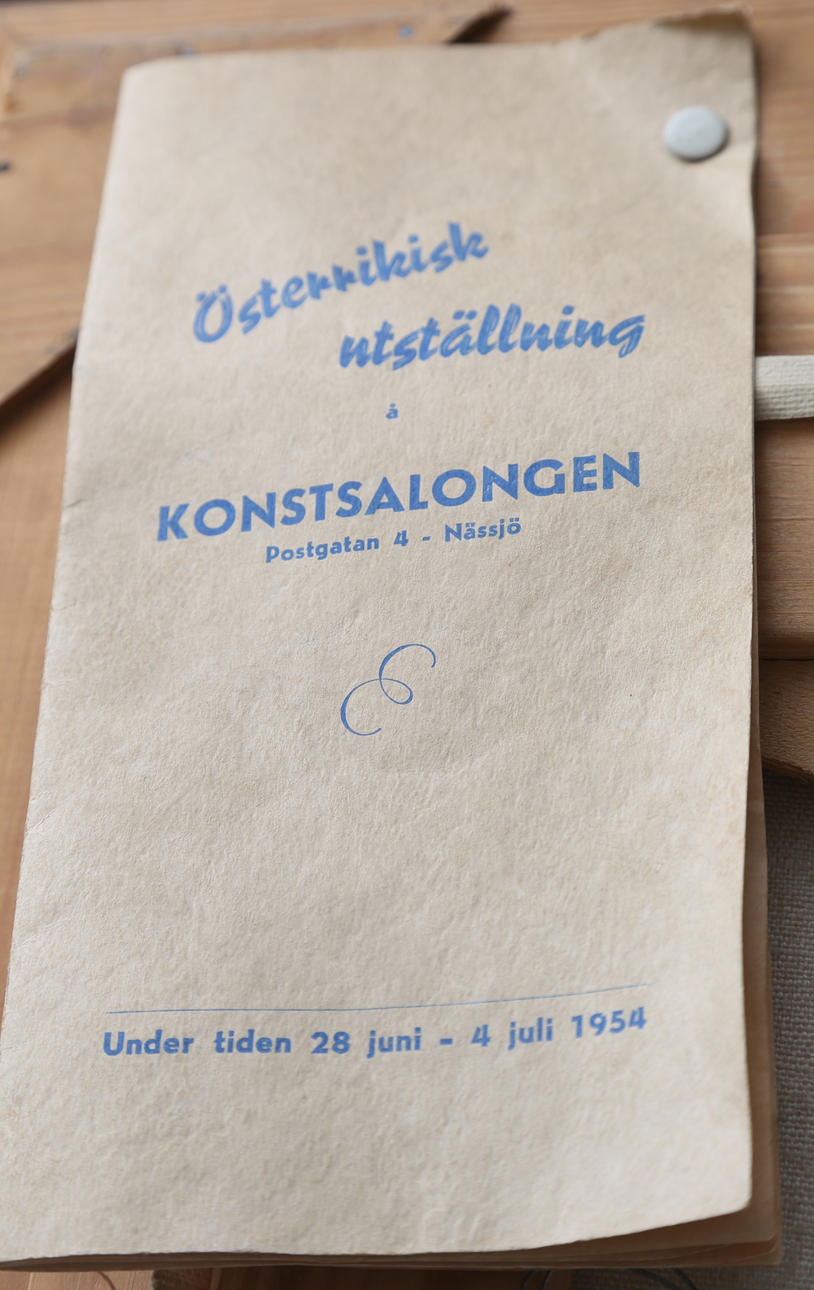 Österrikisk
utställning
å
KONSTSALONGEN
Postgatan 4 - Nässjö
Under tiden 28 juni - 4 juli 1954